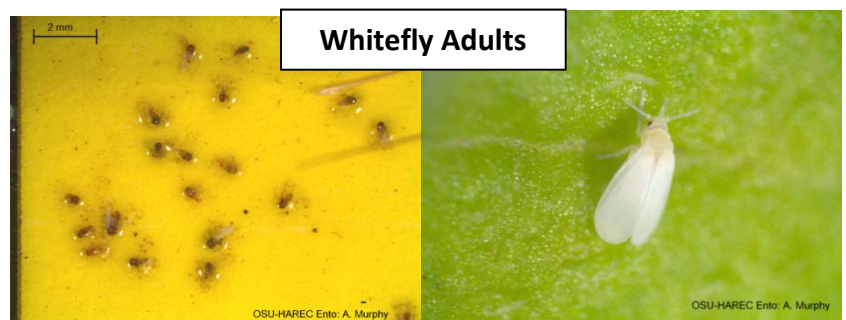 Whitefly Adults
2 mm
OSU-HAREC Ento: A. Murphy
OSU-HAREC Ento: A. Murphy